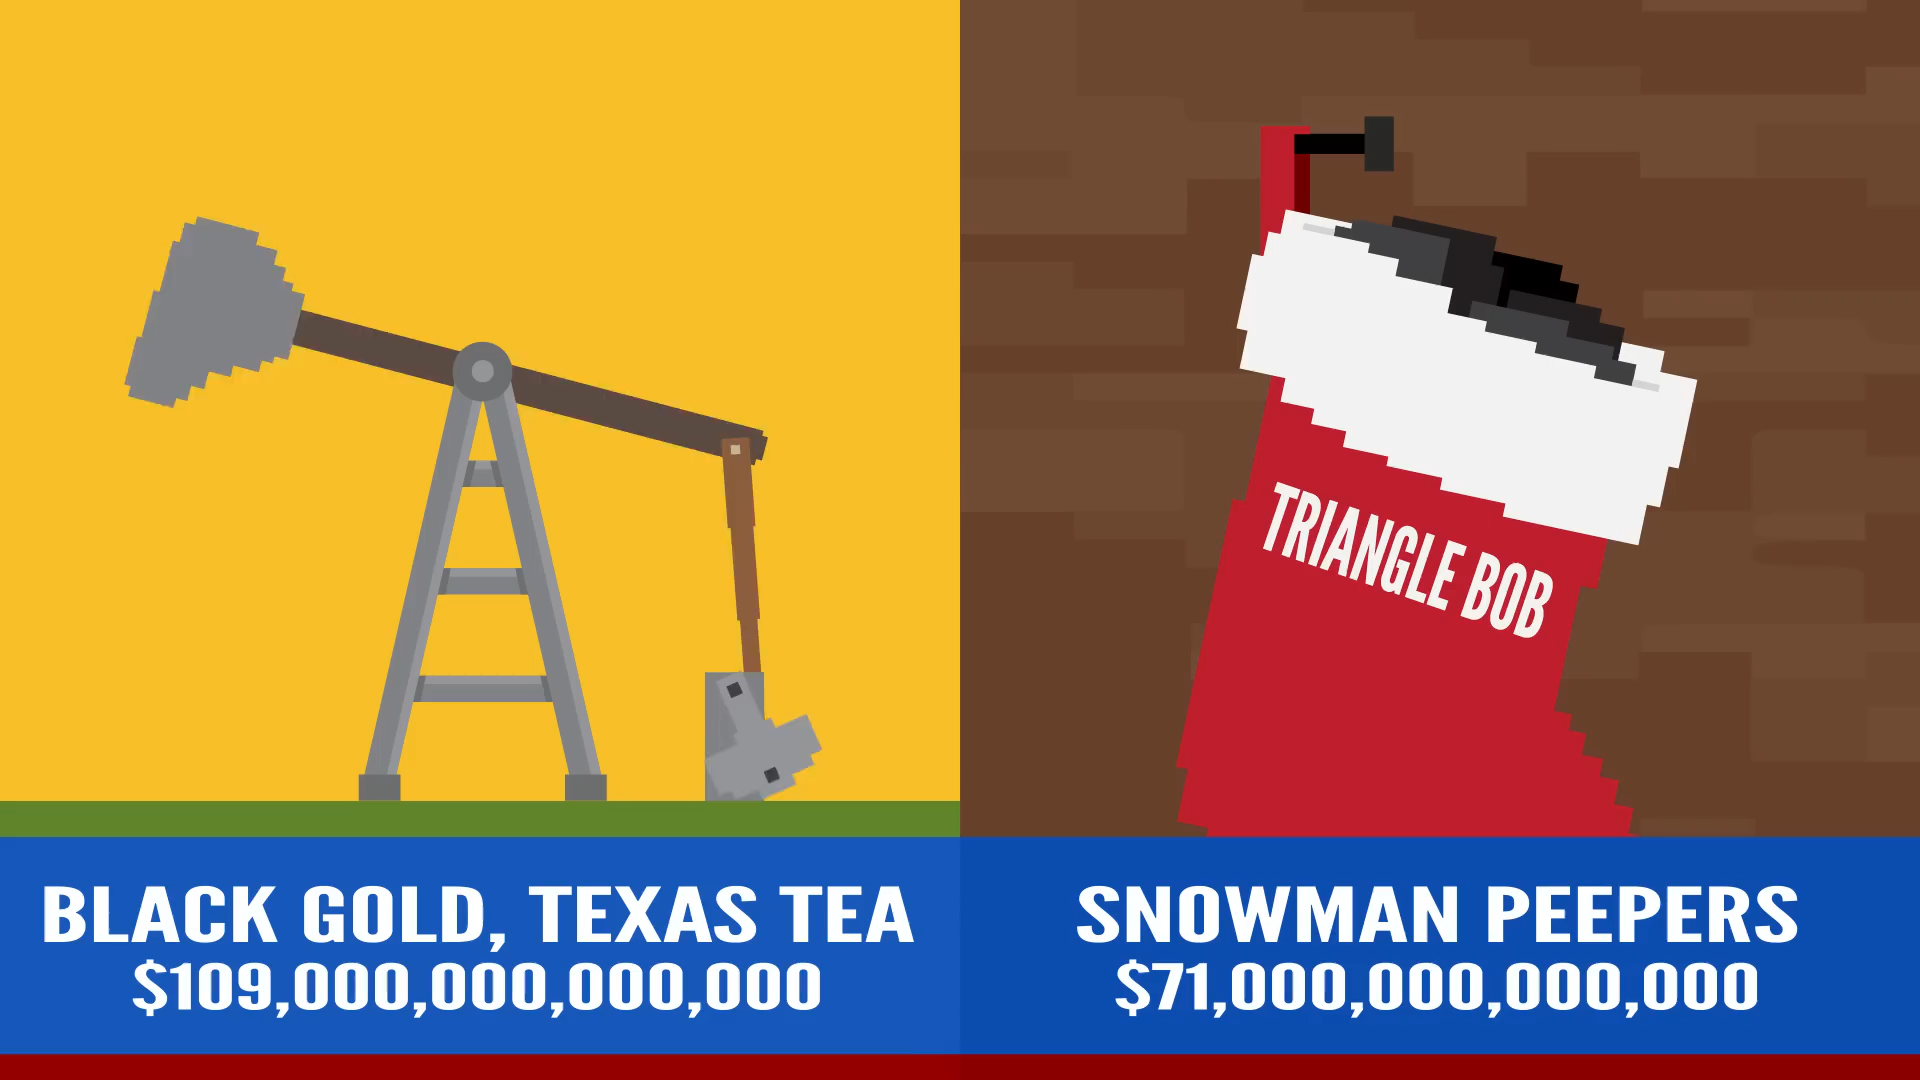 TRIANGLE BOB
BLACK GOLD, TEXAS TEA
$109,000,000,000,000
SNOWMAN PEEPERS
$71,000,000,000,000